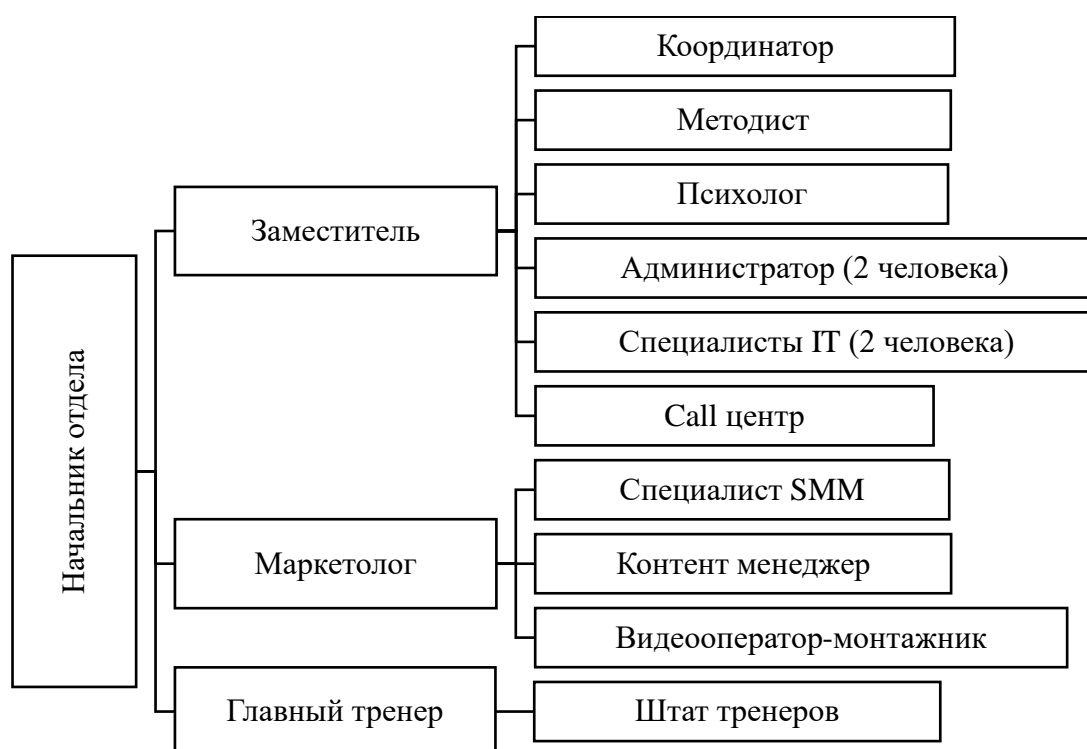 Начальник отдела
Заместитель
Координатор
Методист
Психолог
Администратор (2 человека)
Специалисты IT (2 человека)
Call центр
Маркетолог
Специалист SMM
Контент менеджер
Видеооператор-монтажник
Главный тренер
Штат тренеров